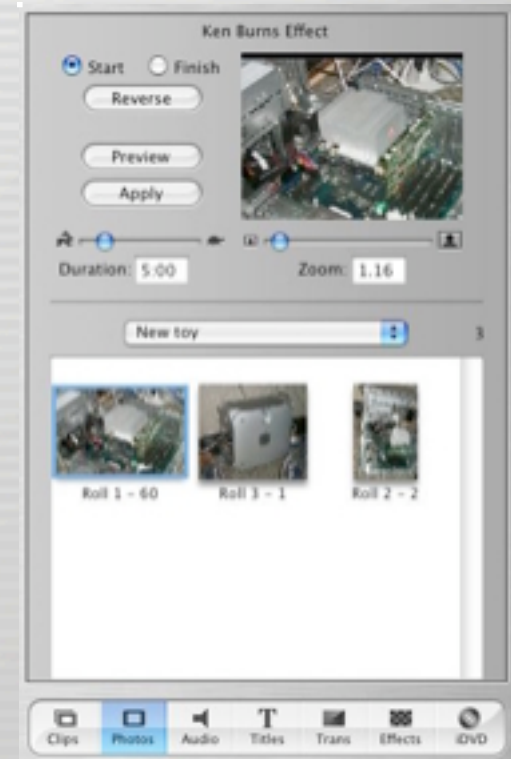 Ken Burns Effect
Start Finish
Reverse
Preview
Apply
Duration: 5:00 Zoom: 1.16
New toy 3
Roll 1 - 60 Roll 3 - 1 Roll 2 - 2
Clips Photos Audio Titles Trans Effects iDVD